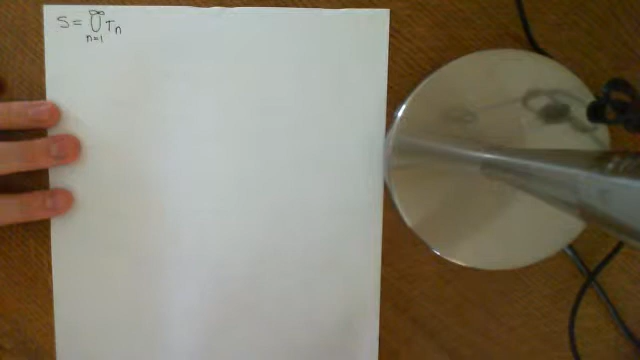 S = ∞⋃n=1 Tn